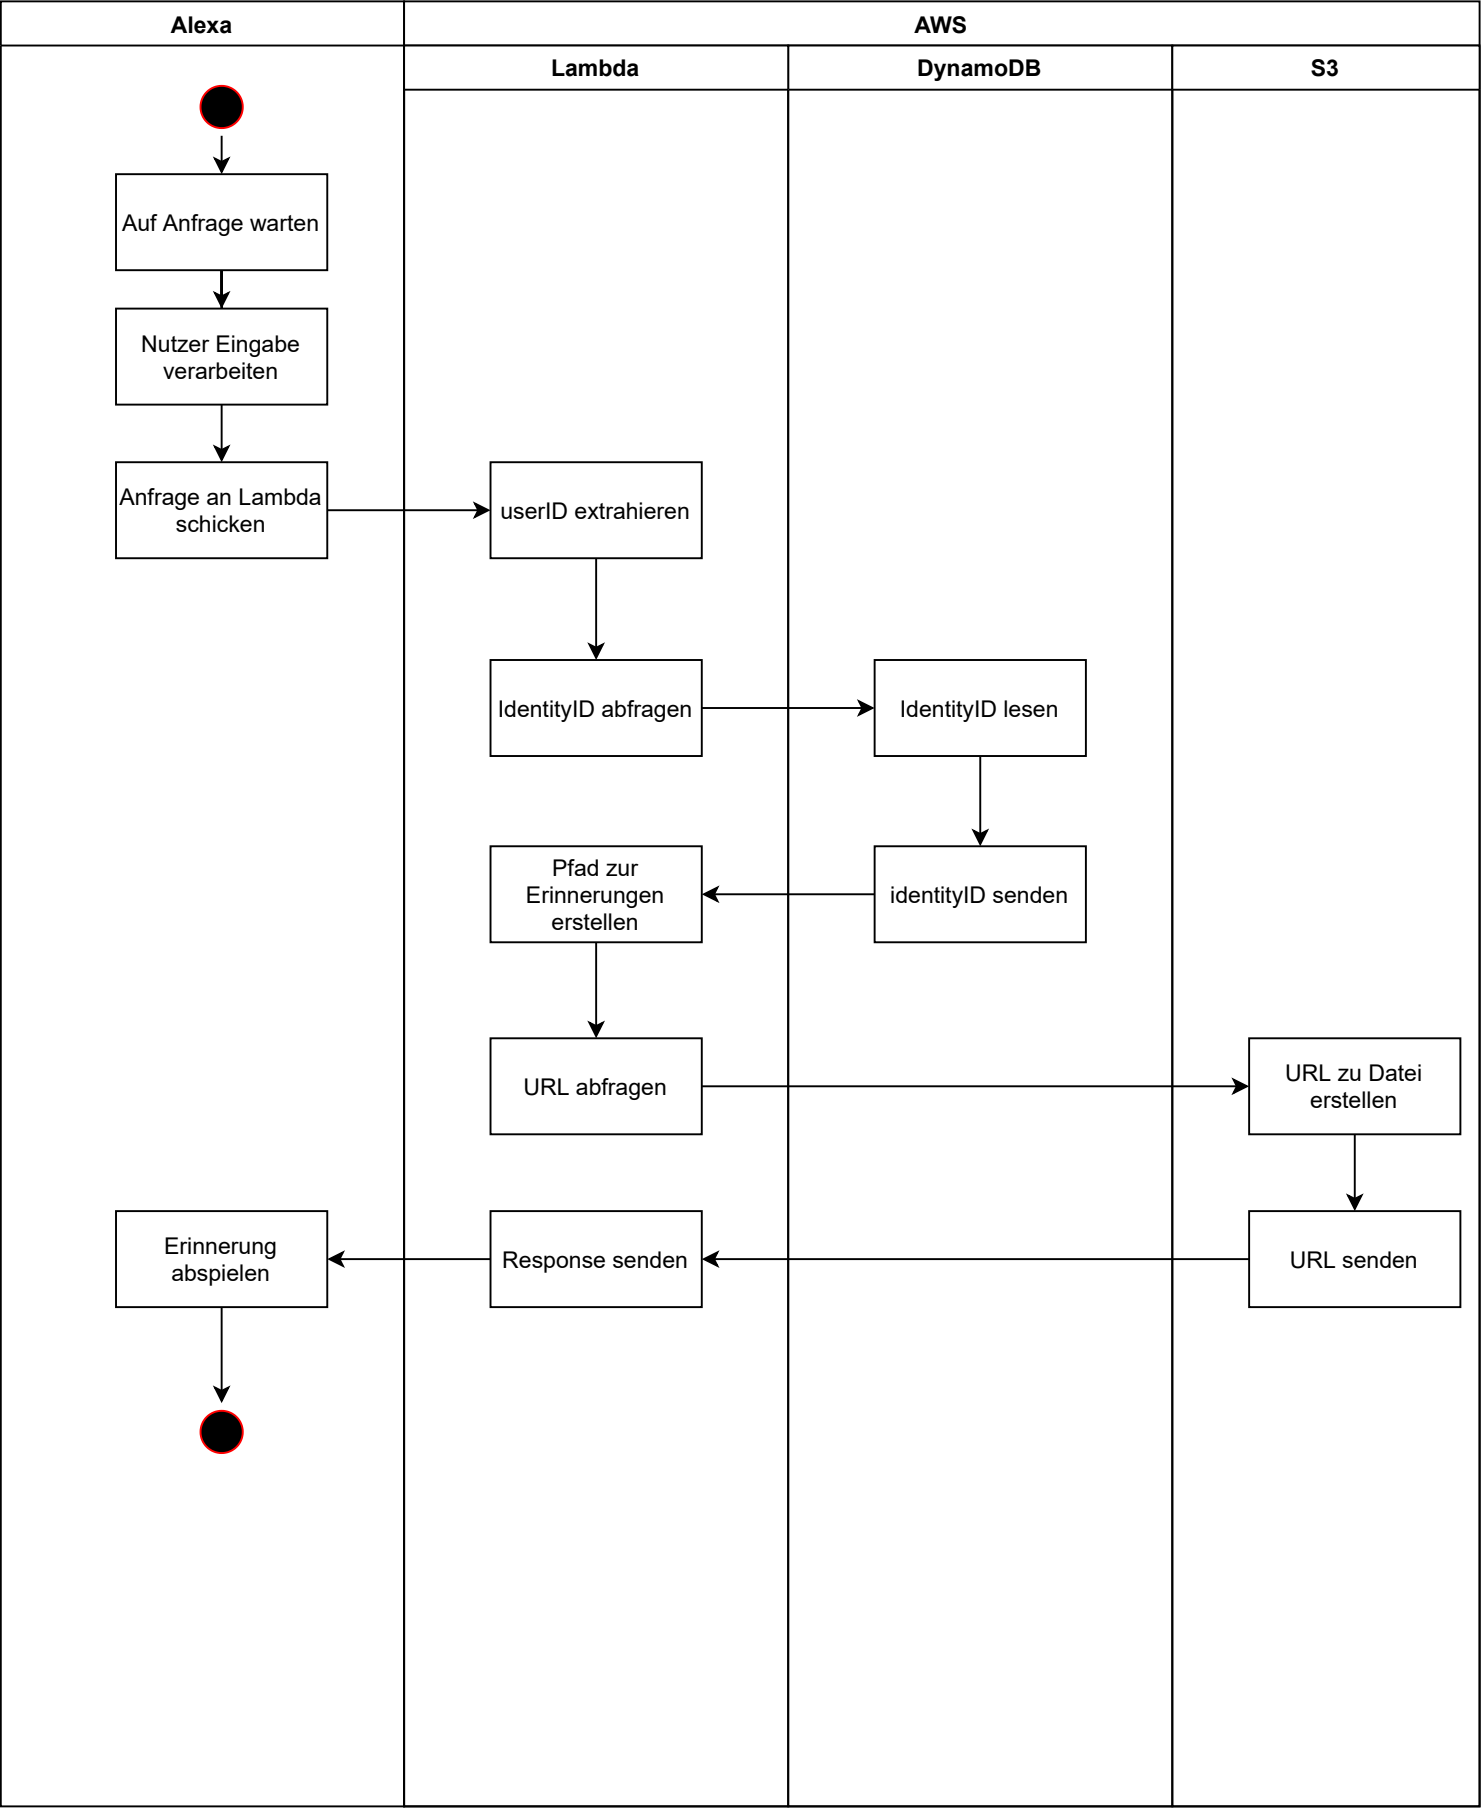 Alexa
AWS
Lambda
DynamoDB
S3
Auf Anfrage warten
Nutzer Eingabe
verarbeiten
Anfrage an Lambda
schicken
userID extrahieren
IdentityID abfragen
IdentityID lesen
Pfad zur
Erinnerungen
erstellen
identityID senden
URL abfragen
URL zu Datei
erstellen
Erinnerung
abspielen
Response senden
URL senden